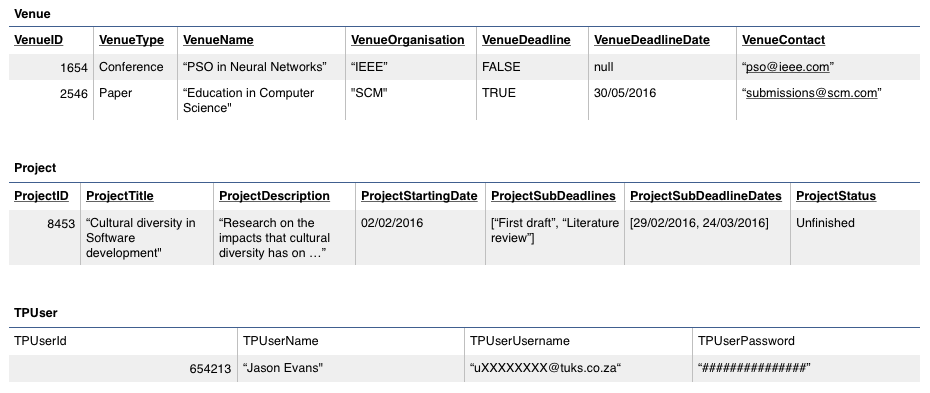 Venue
VenueID VenueType VenueName VenueOrganisation VenueDeadline VenueDeadlineDate VenueContact
1654 Conference “PSO in Neural Networks” “IEEE” FALSE null “pso@ieee.com”
2546 Paper “Education in Computer "SCM" TRUE 30/05/2016 “submissions@scm.com”
Science"
Project
ProjectID ProjectTitle ProjectDescription ProjectStartingDate ProjectSubDeadlines ProjectSubDeadlineDates ProjectStatus
8453 “Cultural diversity in “Research on the 02/02/2016 [“First draft”, “Literature [29/02/2016, 24/03/2016] Unfinished
Software impacts that cultural review”]
development" diversity has on …”
TPUser
TPUserId TPUserName TPUserUsername TPUserPassword
654213 “Jason Evans" “uXXXXXXXX@tuks.co.za“ “###############”